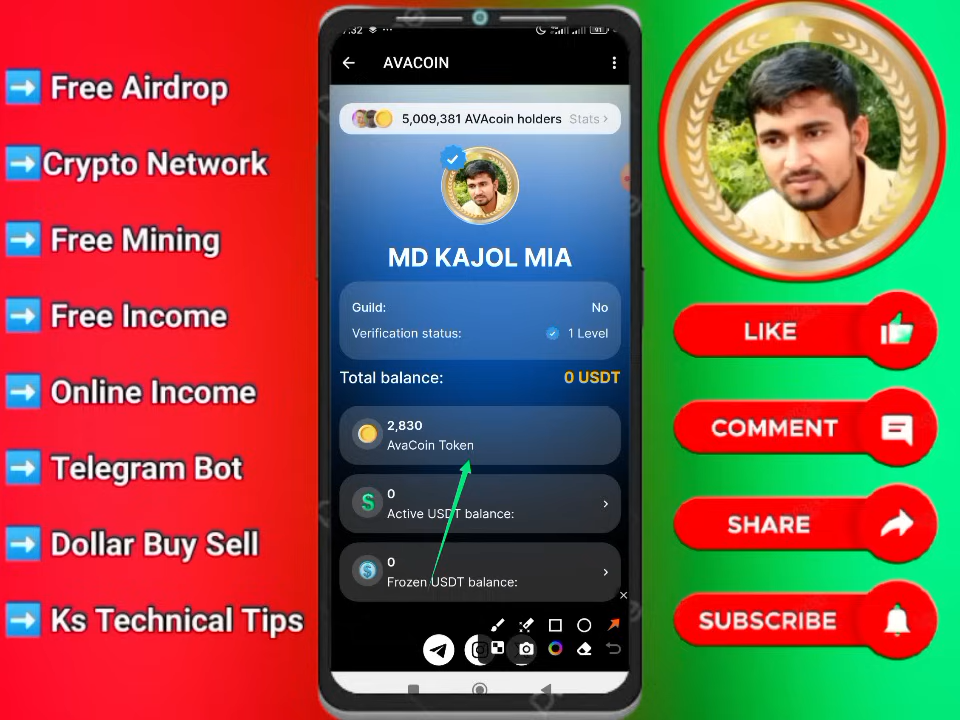 Free Airdrop
Crypto Network
Free Mining
Free Income
Online Income
Telegram Bot
Dollar Buy Sell
Ks Technical Tips
AVACOIN
5,009,381 AVAcoin holders Stats >
MD KAJOL MIA
Guild: No
Verification status: 1 Level
Total balance: 0 USDT
2,830
AvaCoin Token
0
Active USDT balance:
0
Frozen USDT balance:
LIKE
COMMENT
SHARE
SUBSCRIBE